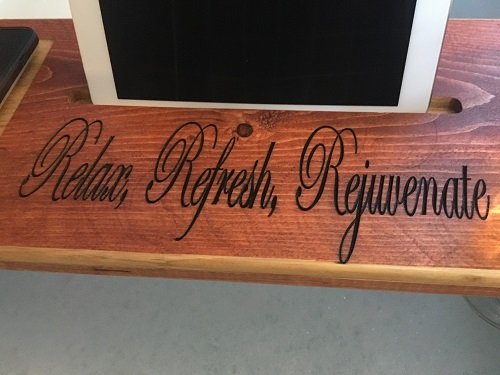 Relax, Refresh, Rejuvenate